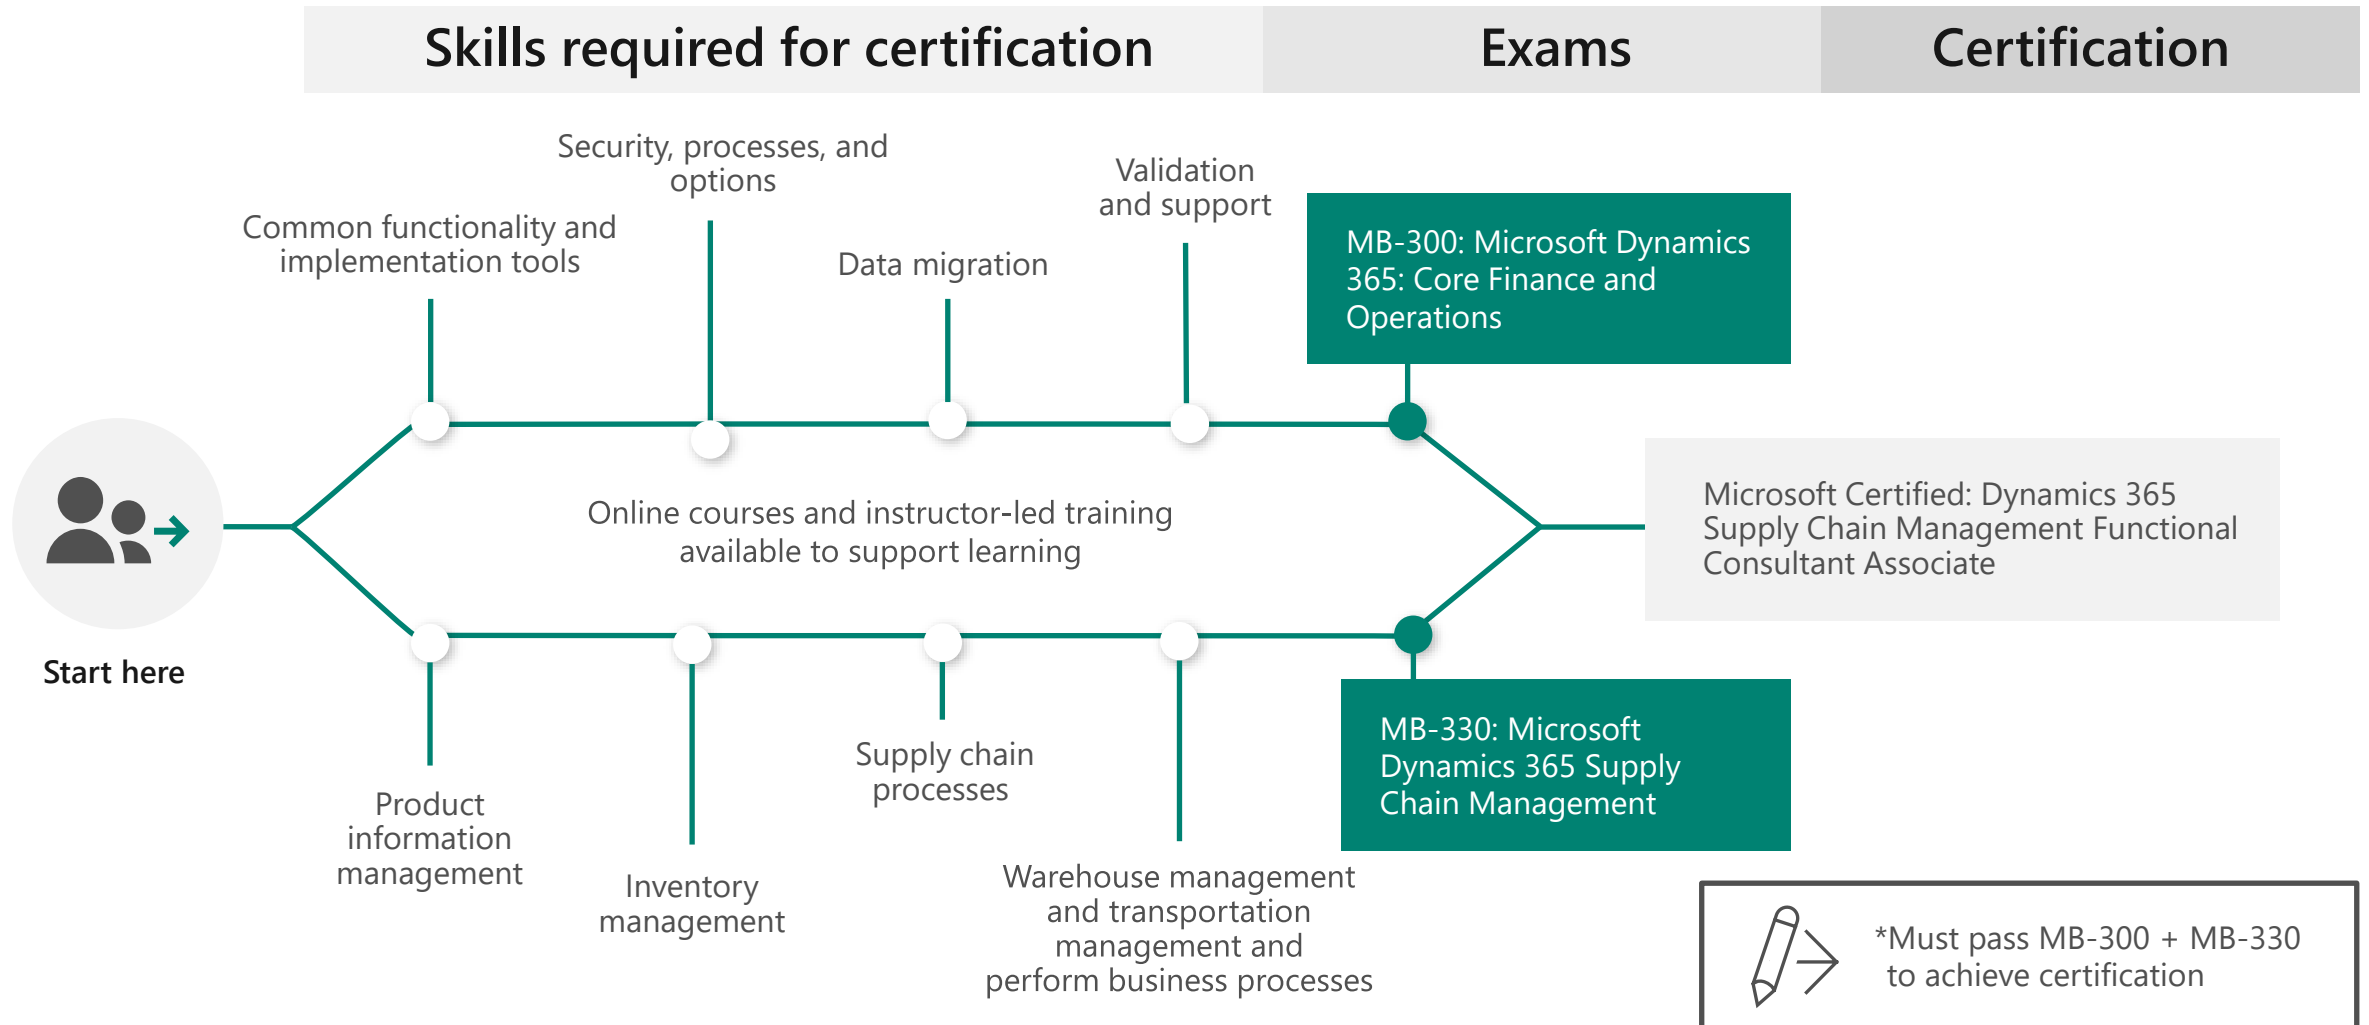 Skills required for certification
Exams
Certification
Security, processes, and
options
Validation
and support
Common functionality and
implementation tools
Data migration
MB-300: Microsoft Dynamics
365: Core Finance and
Operations
Online courses and instructor-led training
available to support learning
Microsoft Certified: Dynamics 365
Supply Chain Management Functional
Consultant Associate
Start here
Product
information
management
Inventory
management
Supply chain
processes
Warehouse management
and transportation
management and
perform business processes
MB-330: Microsoft
Dynamics 365 Supply
Chain Management
*Must pass MB-300 + MB-330
to achieve certification